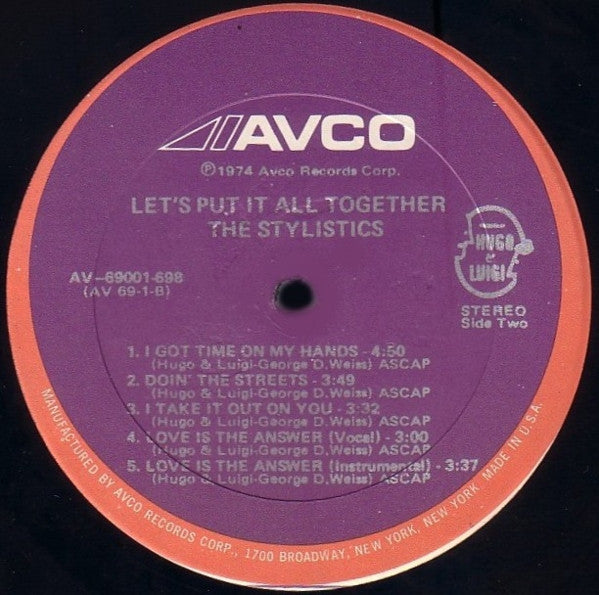 AVCO
Ⓟ1974 Avco Records Corp.
LET'S PUT IT ALL TOGETHER
THE STYLISTICS
HUGO
&
LUIGI
AV-69001-698
(AV 69-1-B)
STEREO
Side Two
1. I GOT TIME ON MY HANDS - 4:50
(Hugo & Luigi-George D.Weiss) ASCAP
2. DOIN' THE STREETS - 3:49
(Hugo & Luigi-George D.Weiss) ASCAP
3. I TAKE IT OUT ON YOU - 3:32
(Hugo & Luigi-George D.Weiss) ASCAP
4. LOVE IS THE ANSWER (Vocal) - 3:00
(Hugo & Luigi-George D.Weiss) ASCAP
5. LOVE IS THE ANSWER (Instrumental) - 3:37
(Hugo & Luigi-George D.Weiss) ASCAP
MANUFACTURED BY AVCO RECORDS CORP., 1700 BROADWAY, NEW YORK, NEW YORK MADE IN U.S.A.